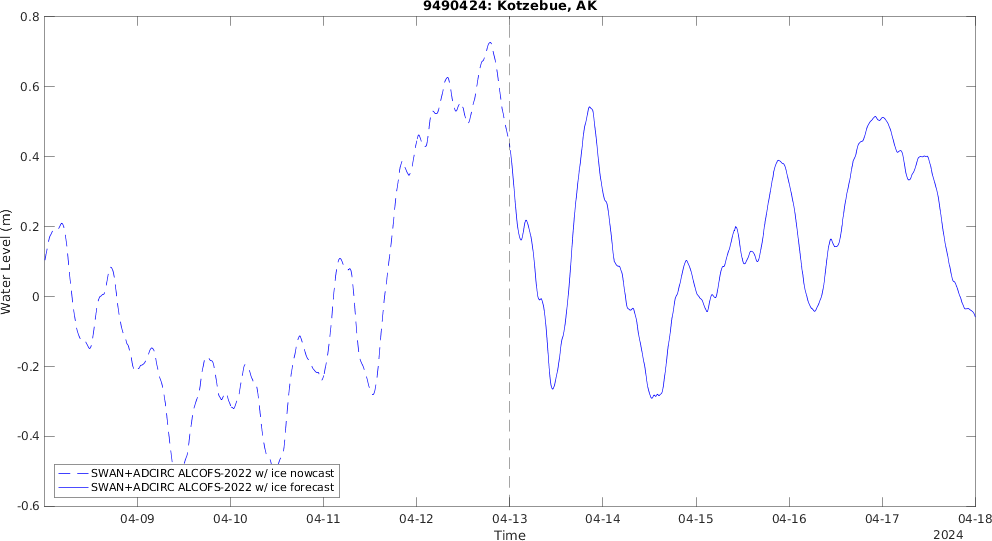 9490424: Kotzebue, AK
0.8
0.6
0.4
0.2
0
-0.2
-0.4
-0.6
Water Level (m)
SWAN+ADCIRC ALCOFS-2022 w/ ice nowcast
SWAN+ADCIRC ALCOFS-2022 w/ ice forecast
04-09 04-10 04-11 04-12 04-13 04-14 04-15 04-16 04-17 04-18
Time
2024